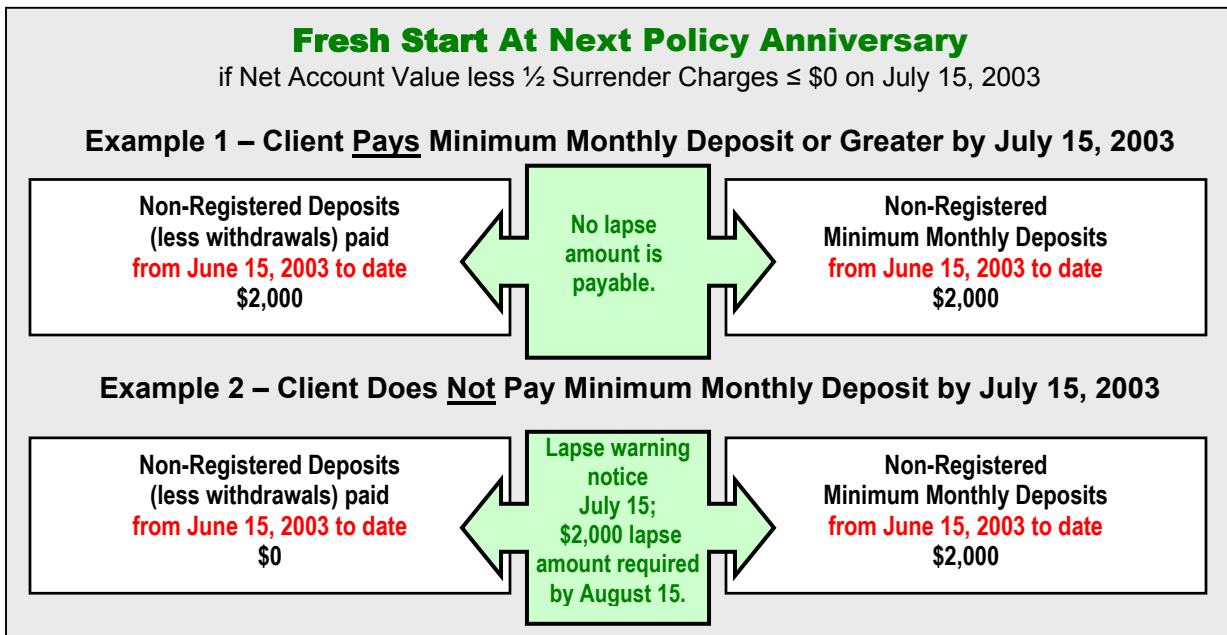 Fresh Start At Next Policy Anniversary
if Net Account Value less ½ Surrender Charges ≤ $0 on July 15, 2003
Example 1 – Client Pays Minimum Monthly Deposit or Greater by July 15, 2003
Non-Registered Deposits
(less withdrawals) paid
from June 15, 2003 to date
$2,000
No lapse
amount is
payable.
Non-Registered
Minimum Monthly Deposits
from June 15, 2003 to date
$2,000
Example 2 – Client Does Not Pay Minimum Monthly Deposit by July 15, 2003
Non-Registered Deposits
(less withdrawals) paid
from June 15, 2003 to date
$0
Lapse warning
notice
July 15;
$2,000 lapse
amount required
by August 15.
Non-Registered
Minimum Monthly Deposits
from June 15, 2003 to date
$2,000